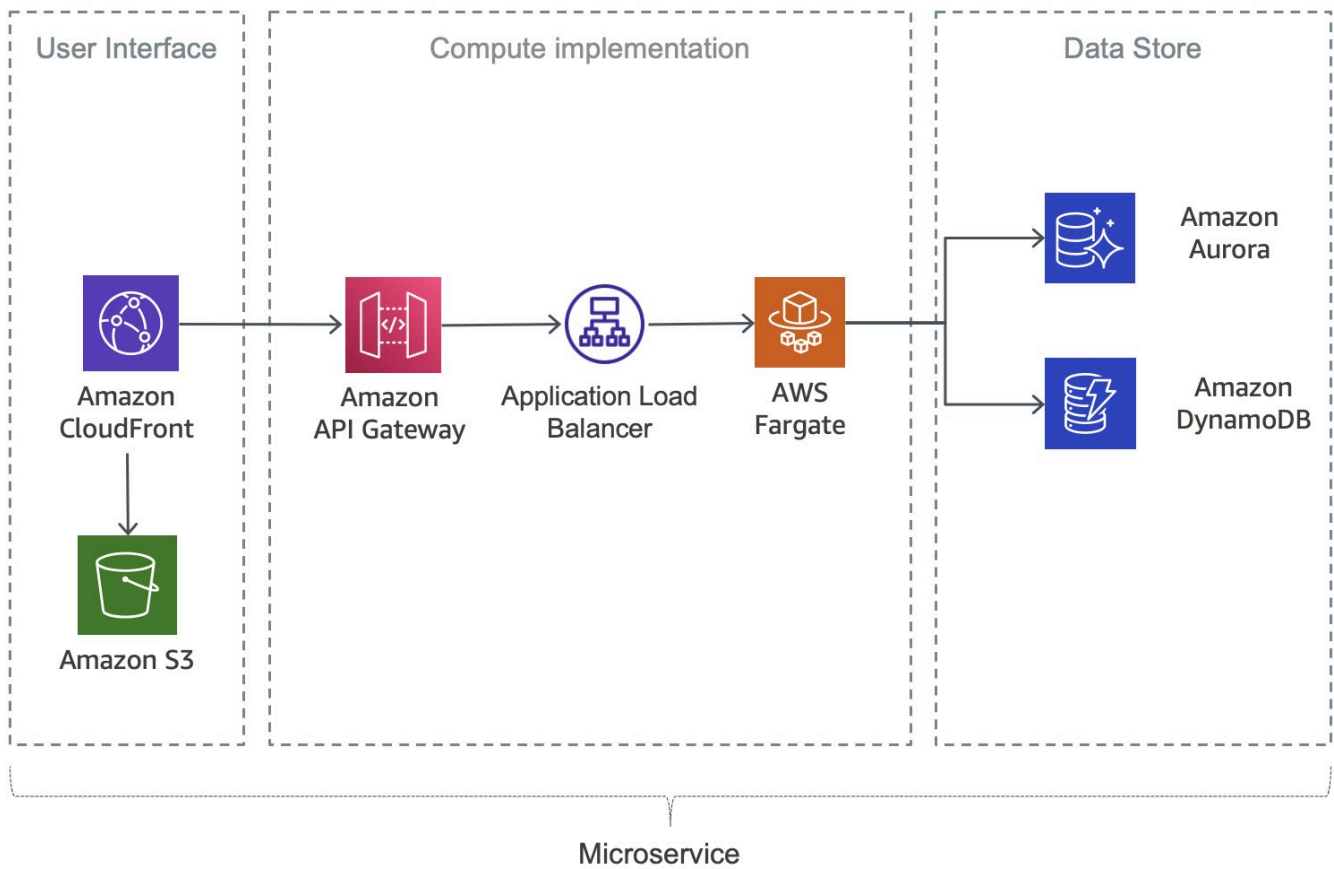 User Interface
Compute implementation
Data Store
Amazon
CloudFront
Amazon S3
Amazon
API Gateway
</>
Application Load
Balancer
AWS
Fargate
Amazon
Aurora
Amazon
DynamoDB
Microservice